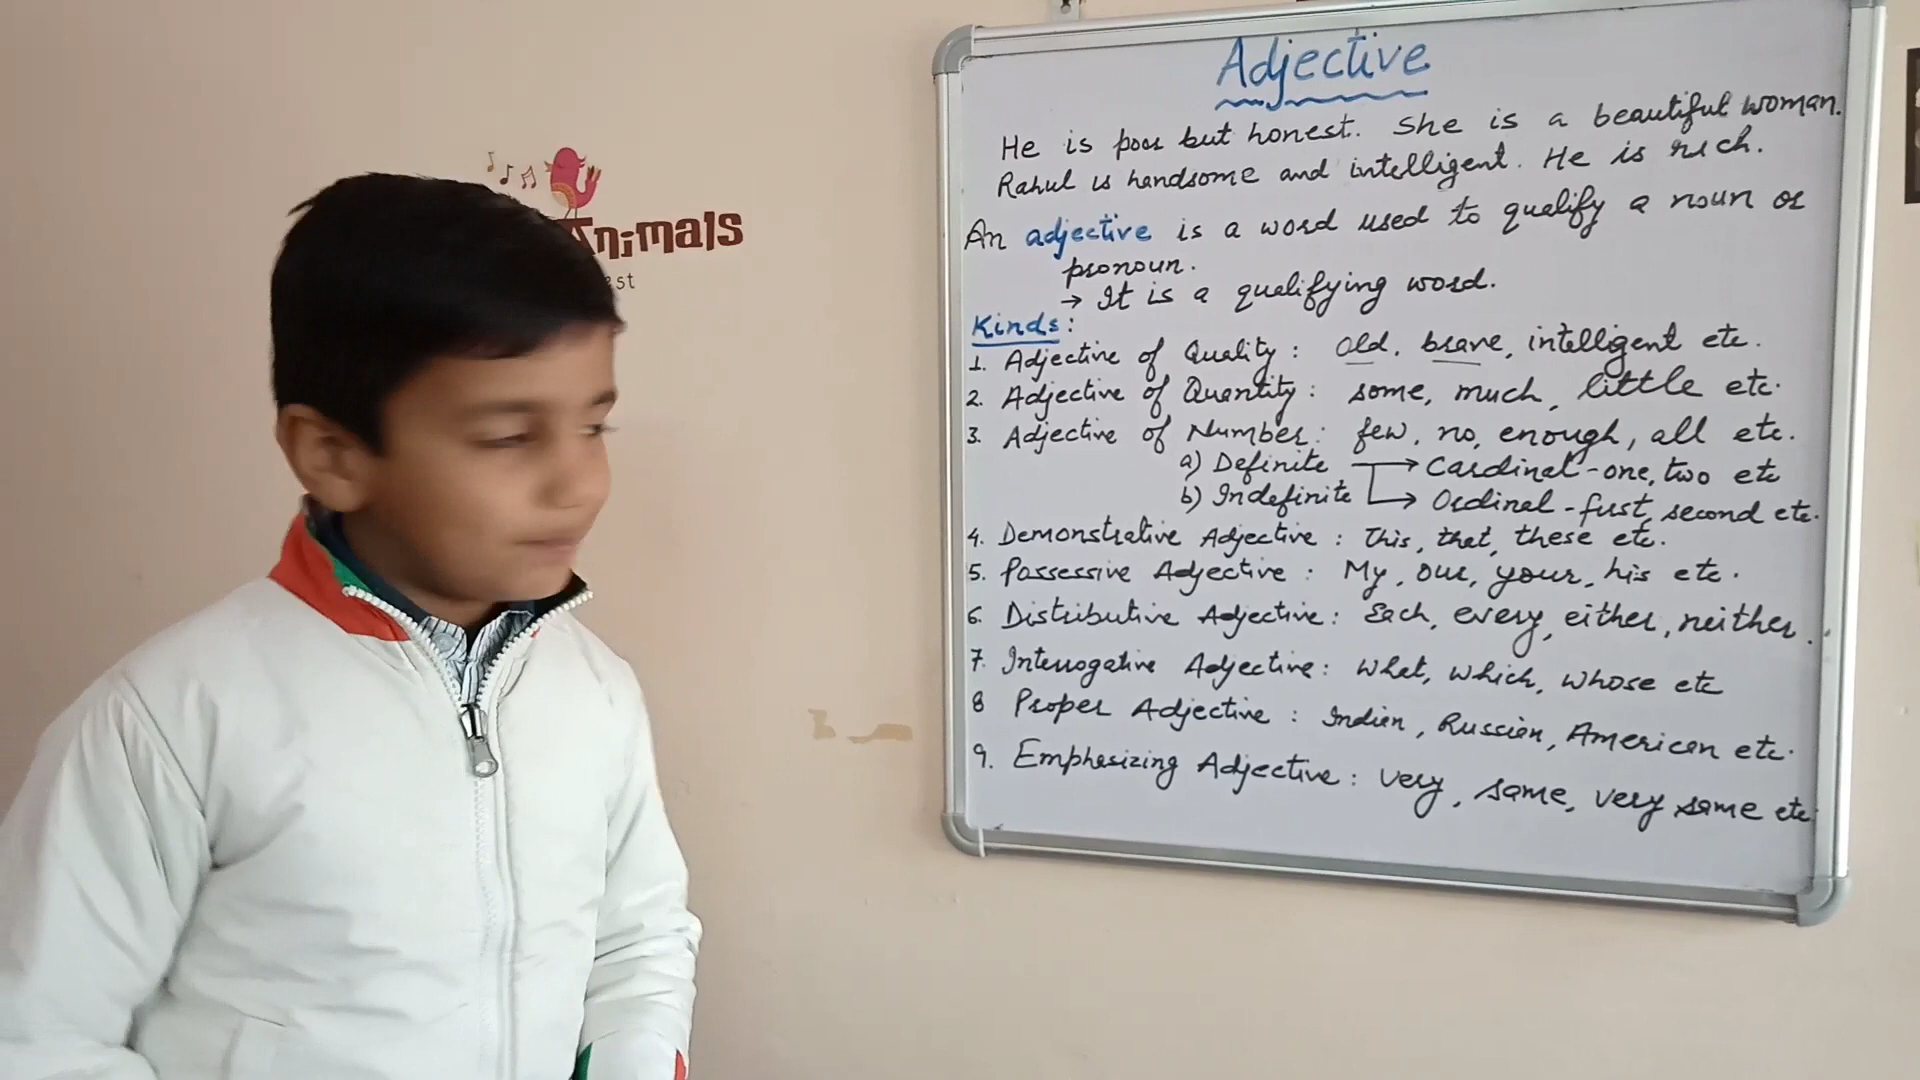 Adjective
He is poor but honest. She is a beautiful woman.
Rahul is handsome and intelligent. He is rich.
An adjective is a word used to qualify a noun or
pronoun.
→ It is a qualifying word.
Kinds:
1. Adjective of Quality: Old, brave, intelligent etc.
2. Adjective of Quantity: some, much, little etc.
3. Adjective of Number: few, no, enough, all etc.
a) Definite → Cardinal - one, two etc
b) Indefinite → Ordinal - first, second etc.
4. Demonstrative Adjective: This, that, these etc.
5. Possessive Adjective: My, our, your, his etc.
6. Distributive Adjective: Each, every, either, neither.
7. Interrogative Adjective: What, which, whose etc
8 Proper Adjective: Indian, Russian, American etc.
9. Emphasizing Adjective: very, same, very same etc
Animals
est